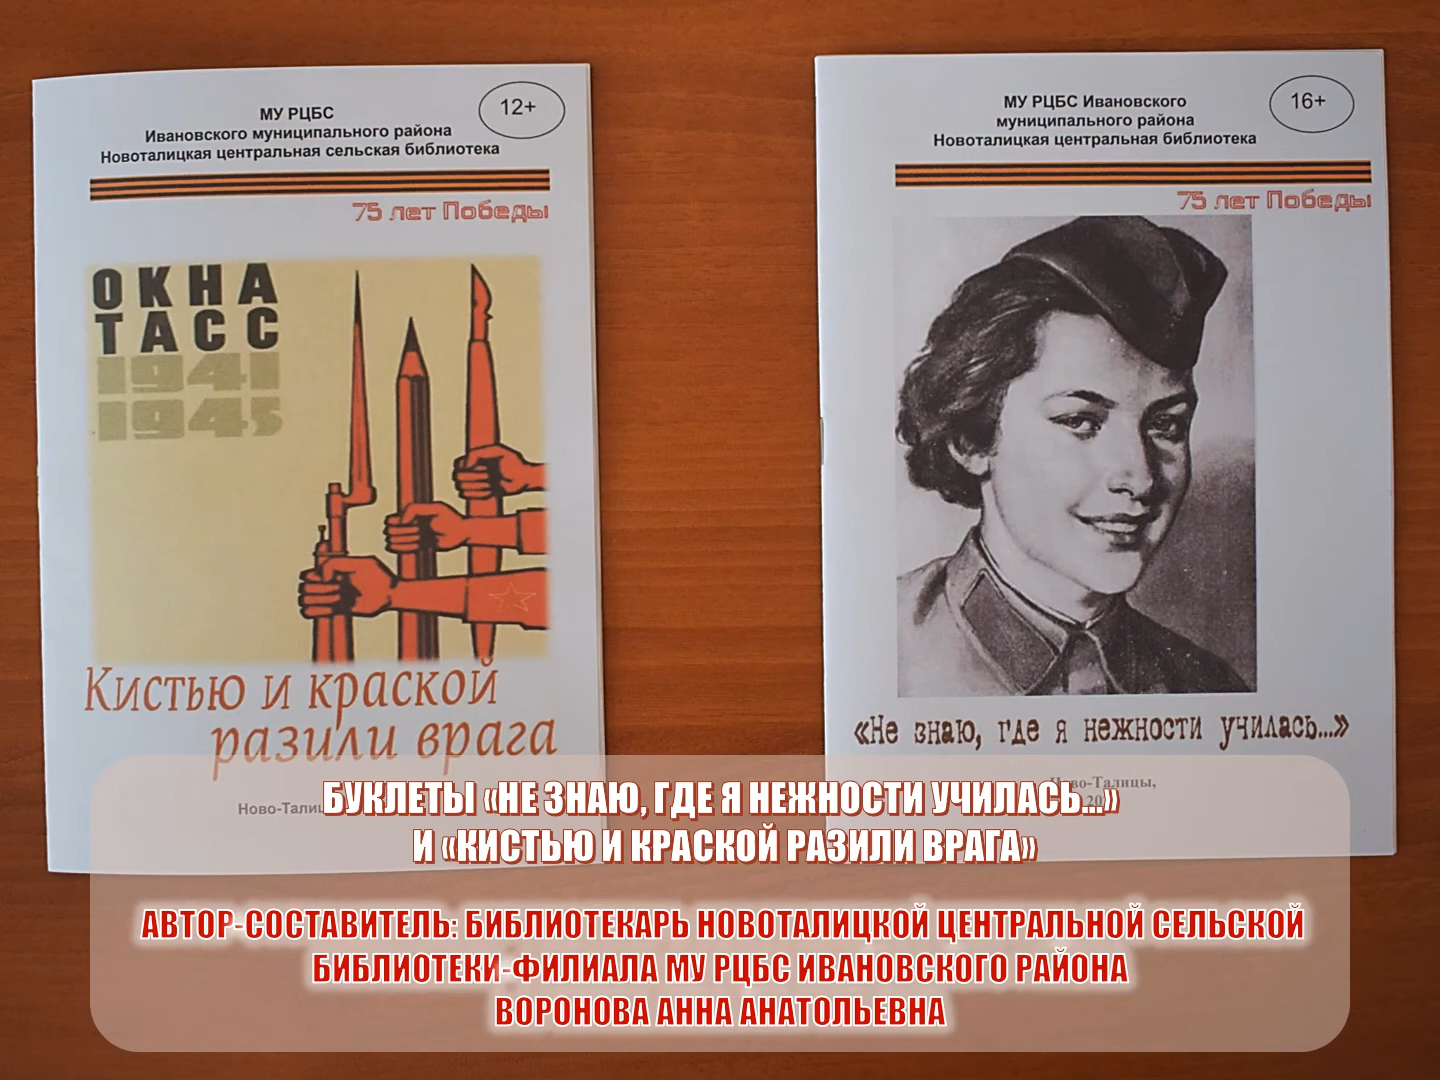 МУ РЦБС
Ивановского муниципального района
Новоталицкая центральная сельская библиотека
12+
75 лет Победы
ОКНА
ТАСС
1941
1945
Кистью и краской
разили врага
МУ РЦБС Ивановского
муниципального района
Новоталицкая центральная библиотека
16+
75 лет Победы
«Не знаю, где я нежности училась...»
БУКЛЕТЫ «НЕ ЗНАЮ, ГДЕ Я НЕЖНОСТИ УЧИЛАСЬ...»
И «КИСТЬЮ И КРАСКОЙ РАЗИЛИ ВРАГА»
АВТОР-СОСТАВИТЕЛЬ: БИБЛИОТЕКАРЬ НОВОТАЛИЦКОЙ ЦЕНТРАЛЬНОЙ СЕЛЬСКОЙ
БИБЛИОТЕКИ-ФИЛИАЛА МУ РЦБС ИВАНОВСКОГО РАЙОНА
ВОРОНОВА АННА АНАТОЛЬЕВНА